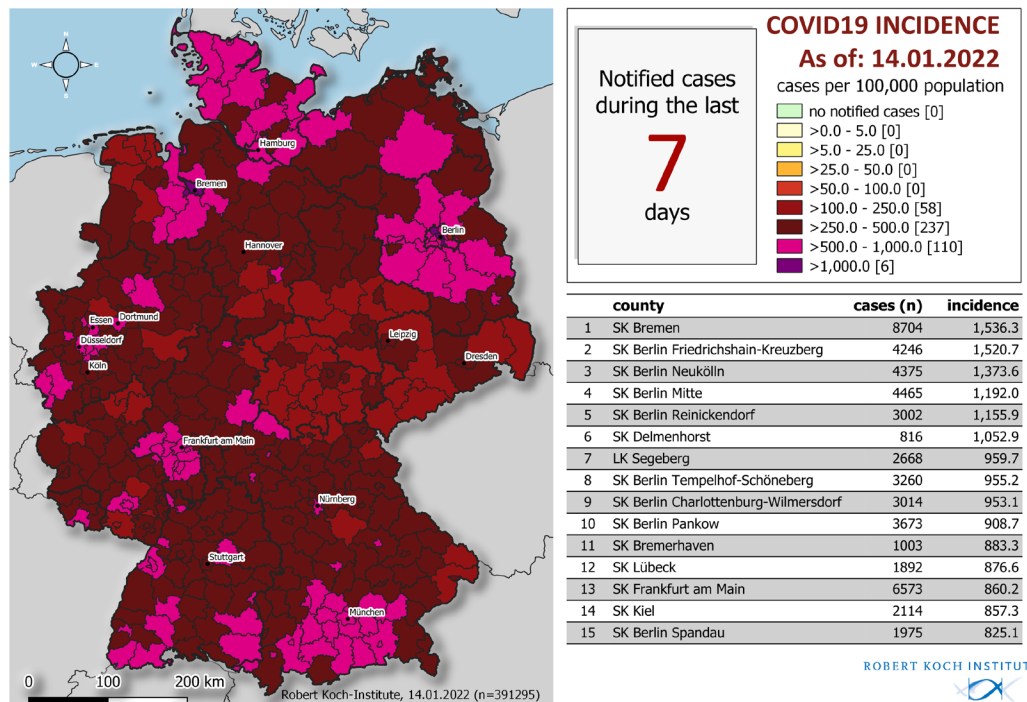 N
W
E
S
Hamburg
Bremen
Berlin
Hannover
Essen
Dortmund
Düsseldorf
Köln
Leipzig
Dresden
Frankfurt am Main
Nürnberg
Stuttgart
München
0 100 200 km
Robert Koch-Institute, 14.01.2022 (n=391295)
Notified cases
during the last
7
days
COVID19 INCIDENCE
As of: 14.01.2022
cases per 100,000 population
no notified cases [0]
>0.0 - 5.0 [0]
>5.0 - 25.0 [0]
>25.0 - 50.0 [0]
>50.0 - 100.0 [0]
>100.0 - 250.0 [58]
>250.0 - 500.0 [237]
>500.0 - 1,000.0 [110]
>1,000.0 [6]
county cases (n) incidence
1 SK Bremen 8704 1,536.3
2 SK Berlin Friedrichshain-Kreuzberg 4246 1,520.7
3 SK Berlin Neukölln 4375 1,373.6
4 SK Berlin Mitte 4465 1,192.0
5 SK Berlin Reinickendorf 3002 1,155.9
6 SK Delmenhorst 816 1,052.9
7 LK Segeberg 2668 959.7
8 SK Berlin Tempelhof-Schöneberg 3260 955.2
9 SK Berlin Charlottenburg-Wilmersdorf 3014 953.1
10 SK Berlin Pankow 3673 908.7
11 SK Bremerhaven 1003 883.3
12 SK Lübeck 1892 876.6
13 SK Frankfurt am Main 6573 860.2
14 SK Kiel 2114 857.3
15 SK Berlin Spandau 1975 825.1
ROBERT KOCH INSTITUT